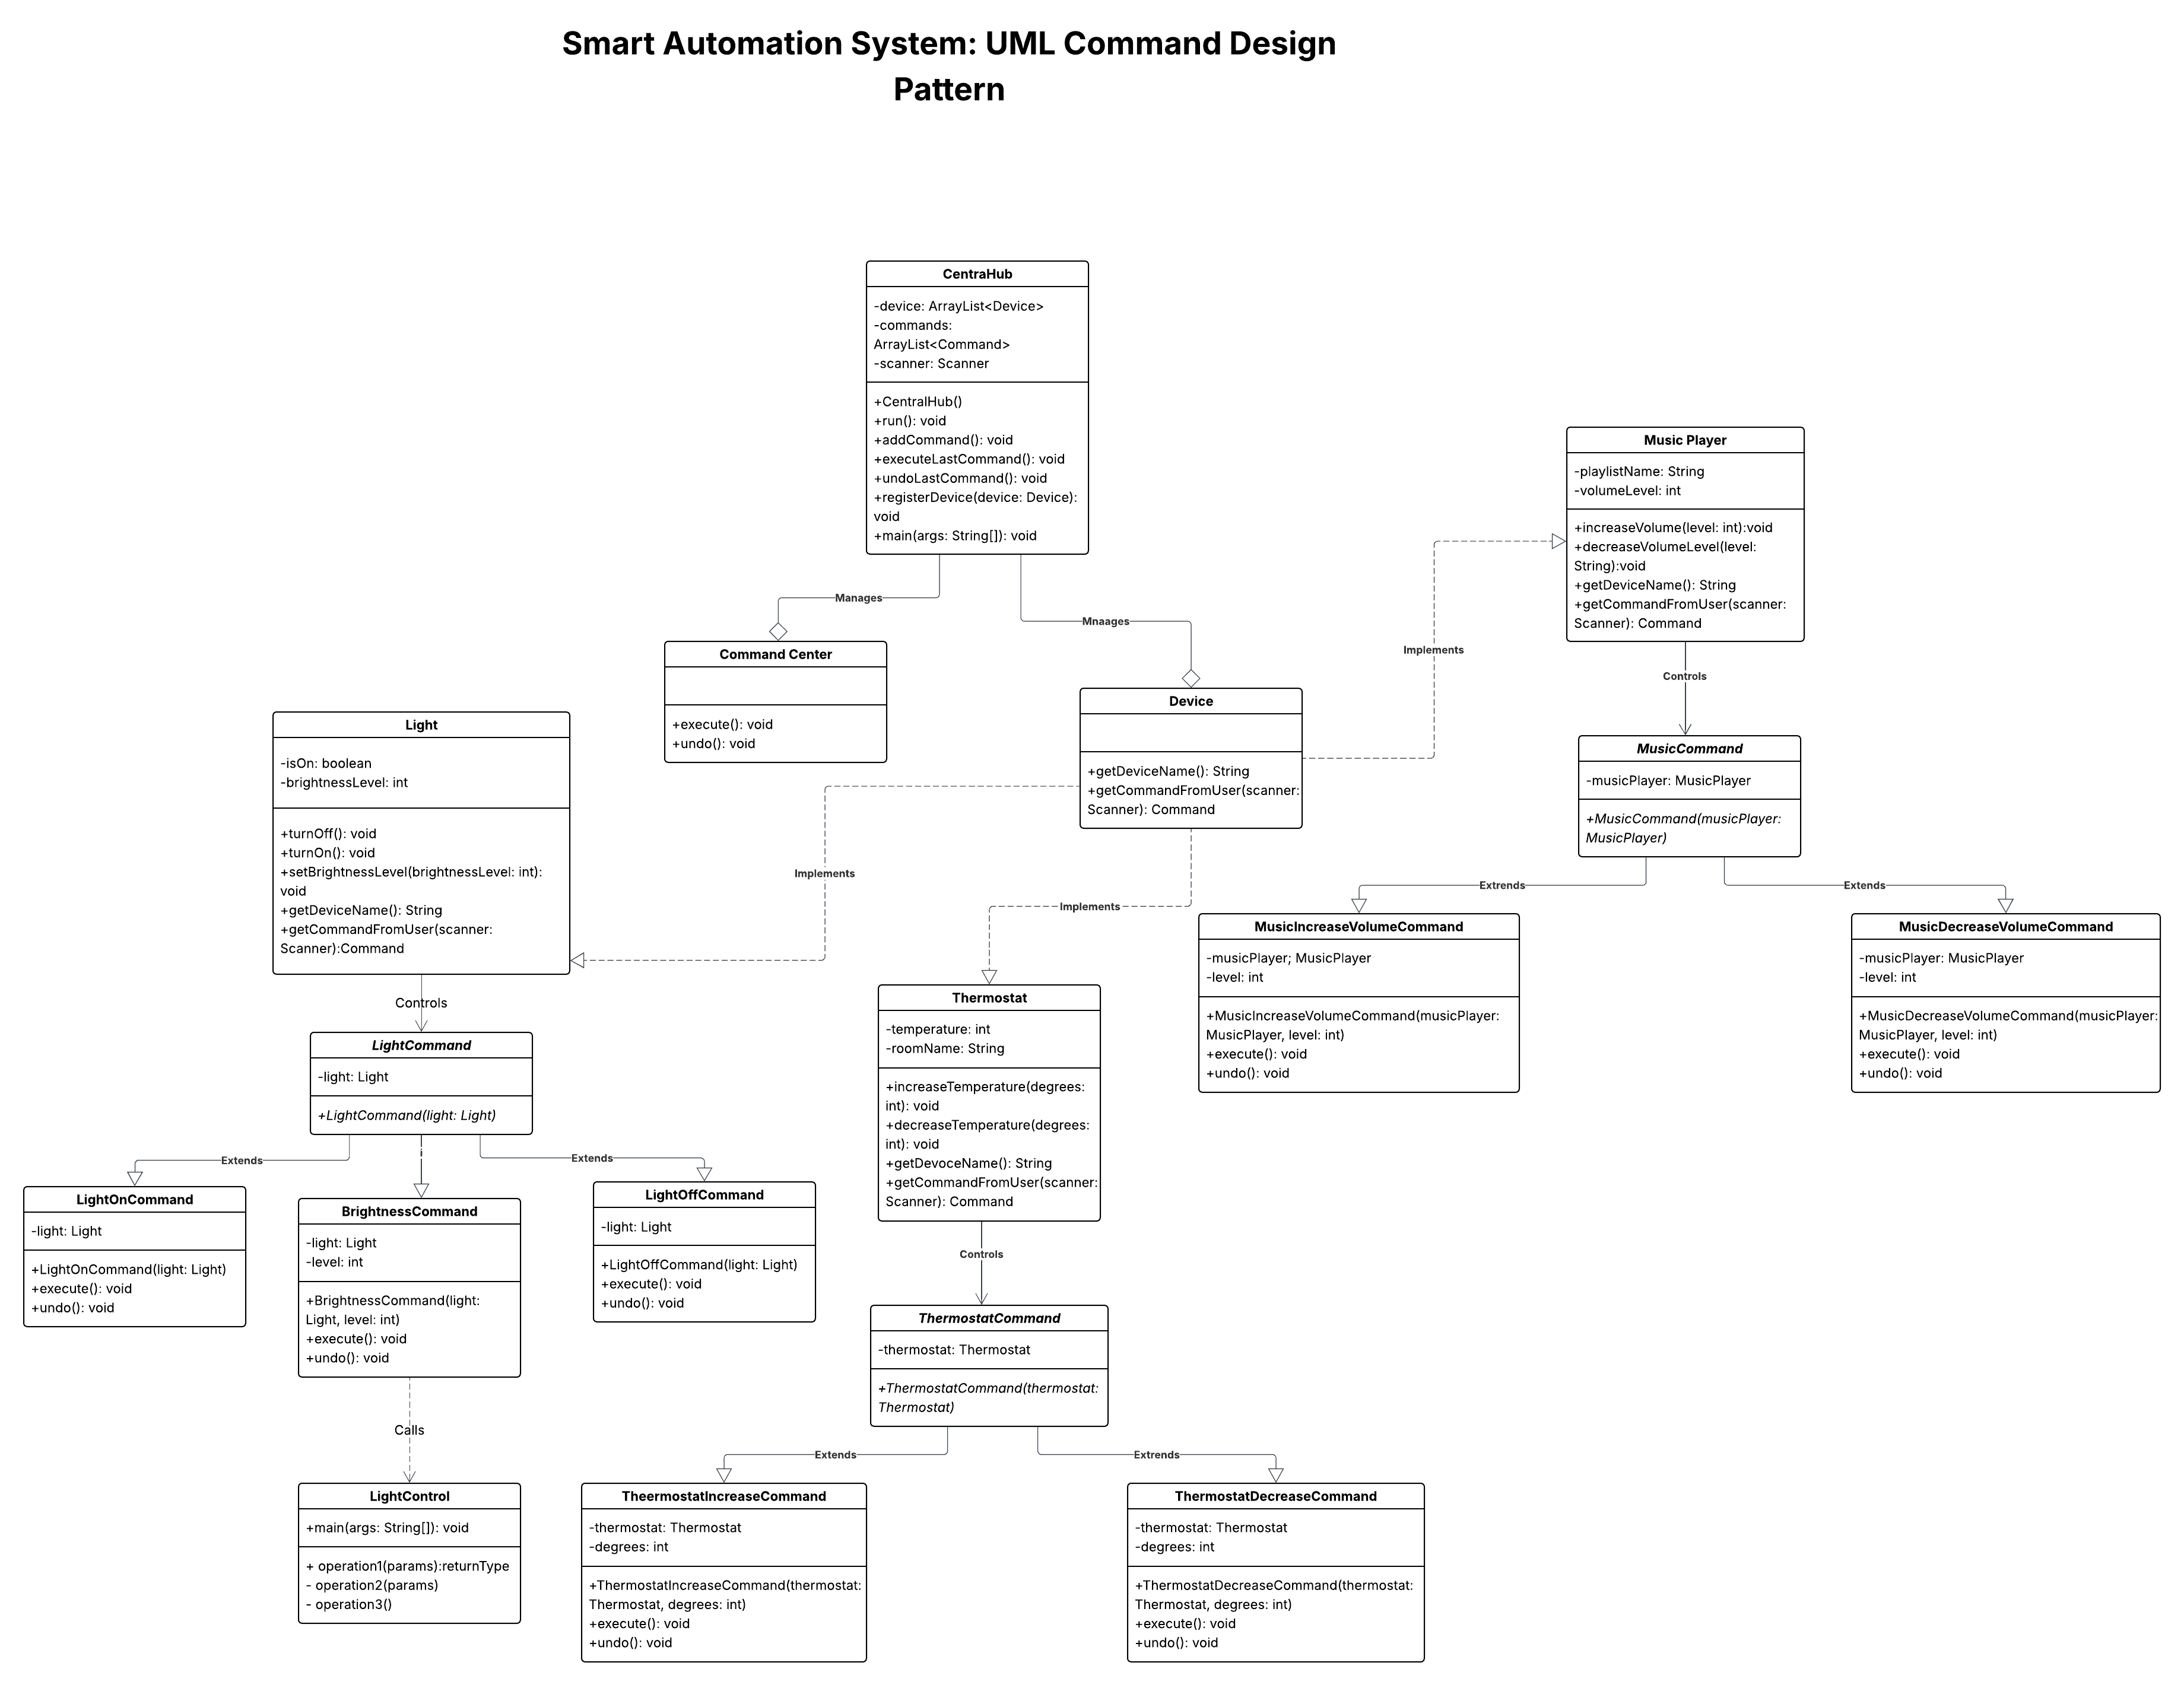 Smart Automation System: UML Command Design
Pattern
CentraHub
-device: ArrayList<Device>
-commands:
ArrayList<Command>
-scanner: Scanner
+CentralHub()
+run(): void
+addCommand(): void
+executeLastCommand(): void
+undoLastCommand(): void
+registerDevice(device: Device):
void
+main(args: String[]): void
Manages
Mnaages
Command Center
+execute(): void
+undo(): void
Device
+getDeviceName(): String
+getCommandFromUser(scanner:
Scanner): Command
Implements
Implements
Implements
Music Player
-playlistName: String
-volumeLevel: int
+increaseVolume(level: int):void
+decreaseVolumeLevel(level:
String):void
+getDeviceName(): String
+getCommandFromUser(scanner:
Scanner): Command
Controls
MusicCommand
-musicPlayer: MusicPlayer
+MusicCommand(musicPlayer:
MusicPlayer)
Extrends
Extends
MusicIncreaseVolumeCommand
-musicPlayer; MusicPlayer
-level: int
+MusicIncreaseVolumeCommand(musicPlayer:
MusicPlayer, level: int)
+execute(): void
+undo(): void
MusicDecreaseVolumeCommand
-musicPlayer: MusicPlayer
-level: int
+MusicDecreaseVolumeCommand(musicPlayer:
MusicPlayer, level: int)
+execute(): void
+undo(): void
Light
-isOn: boolean
-brightnessLevel: int
+turnOff(): void
+turnOn(): void
+setBrightnessLevel(brightnessLevel: int):
void
+getDeviceName(): String
+getCommandFromUser(scanner:
Scanner):Command
Controls
LightCommand
-light: Light
+LightCommand(light: Light)
Extends
Extends
LightOnCommand
-light: Light
+LightOnCommand(light: Light)
+execute(): void
+undo(): void
BrightnessCommand
-light: Light
-level: int
+BrightnessCommand(light:
Light, level: int)
+execute(): void
+undo(): void
LightOffCommand
-light: Light
+LightOffCommand(light: Light)
+execute(): void
+undo(): void
Calls
LightControl
+main(args: String[]): void
+ operation1(params):returnType
- operation2(params)
- operation3()
Thermostat
-temperature: int
-roomName: String
+increaseTemperature(degrees:
int): void
+decreaseTemperature(degrees:
int): void
+getDevoceName(): String
+getCommandFromUser(scanner:
Scanner): Command
Controls
ThermostatCommand
-thermostat: Thermostat
+ThermostatCommand(thermostat:
Thermostat)
Extends
Extrends
TheermostatIncreaseCommand
-thermostat: Thermostat
-degrees: int
+ThermostatIncreaseCommand(thermostat:
Thermostat, degrees: int)
+execute(): void
+undo(): void
ThermostatDecreaseCommand
-thermostat: Thermostat
-degrees: int
+ThermostatDecreaseCommand(thermostat:
Thermostat, degrees: int)
+execute(): void
+undo(): void